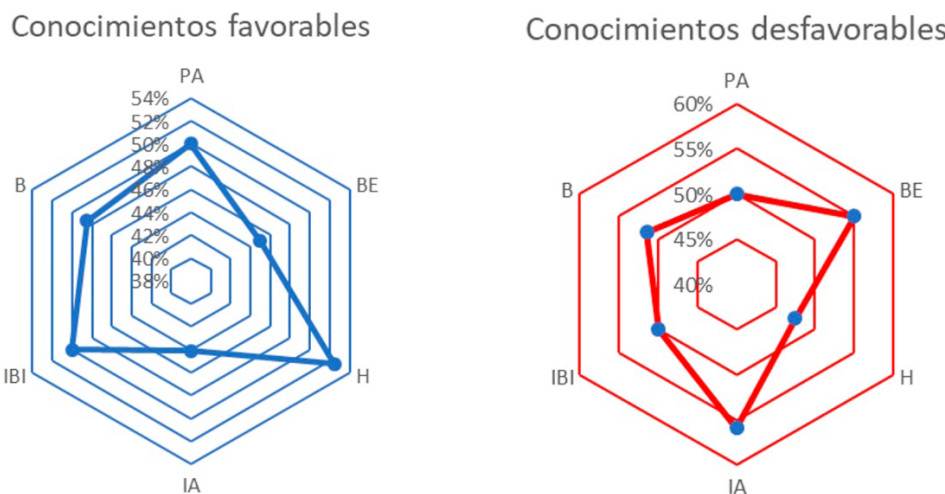 Conocimientos favorables
PA
54%
52%
50%
48%
46%
44%
42%
40%
38%
B
BE
IBI
H
IA
Conocimientos desfavorables
PA
60%
55%
50%
45%
40%
B
BE
IBI
H
IA